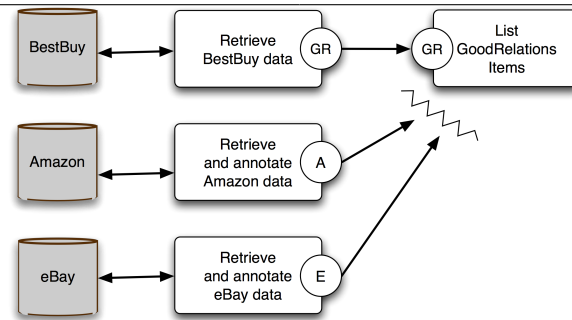 BestBuy
Retrieve
BestBuy data
GR
GR
List
GoodRelations
Items
Amazon
Retrieve
and annotate
Amazon data
A
eBay
Retrieve
and annotate
eBay data
E